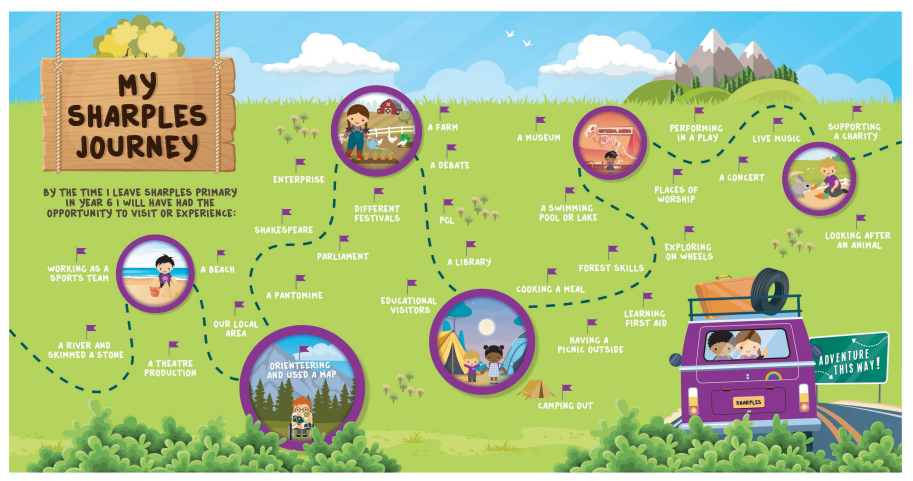 MY
SHARPLES
JOURNEY
BY THE TIME I LEAVE SHARPLES PRIMARY
IN YEAR 6 I WILL HAVE HAD THE
OPPORTUNITY TO VISIT OR EXPERIENCE:
WORKING AS A
SPORTS TEAM
A BEACH
A RIVER AND
SKIMMED A STONE
A THEATRE
PRODUCTION
OUR LOCAL
AREA
ORIENTEERING
AND USED A MAP
A PANTOMIME
PARLIAMENT
SHAKESPEARE
ENTERPRISE
DIFFERENT
FESTIVALS
A FARM
A DEBATE
PGL
A LIBRARY
EDUCATIONAL
VISITORS
CAMPING OUT
HAVING A
PICNIC OUTSIDE
COOKING A MEAL
LEARNING
FIRST AID
FOREST SKILLS
EXPLORING
ON WHEELS
A SWIMMING
POOL OR LAKE
A MUSEUM
NATIONAL MUSEUM
PLACES OF
WORSHIP
PERFORMING
IN A PLAY
A CONCERT
LIVE MUSIC
SUPPORTING
A CHARITY
LOOKING AFTER
AN ANIMAL
ADVENTURE
THIS WAY!
SHARPLES